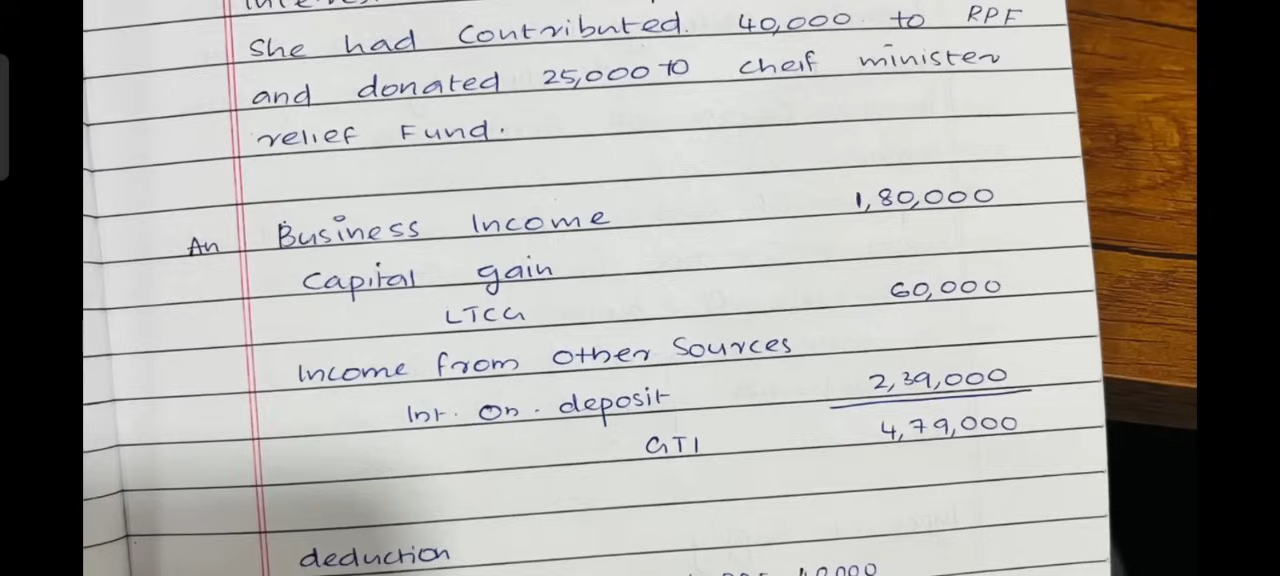 she had contributed. 40,000 to RPF
and donated 25,000 to cheif minister
relief Fund.
An Business Income 1,80,000
Capital gain
LTCG 60,000
Income from other Sources
Int. on. deposit 2,39,000
GTI 4,79,000
deduction